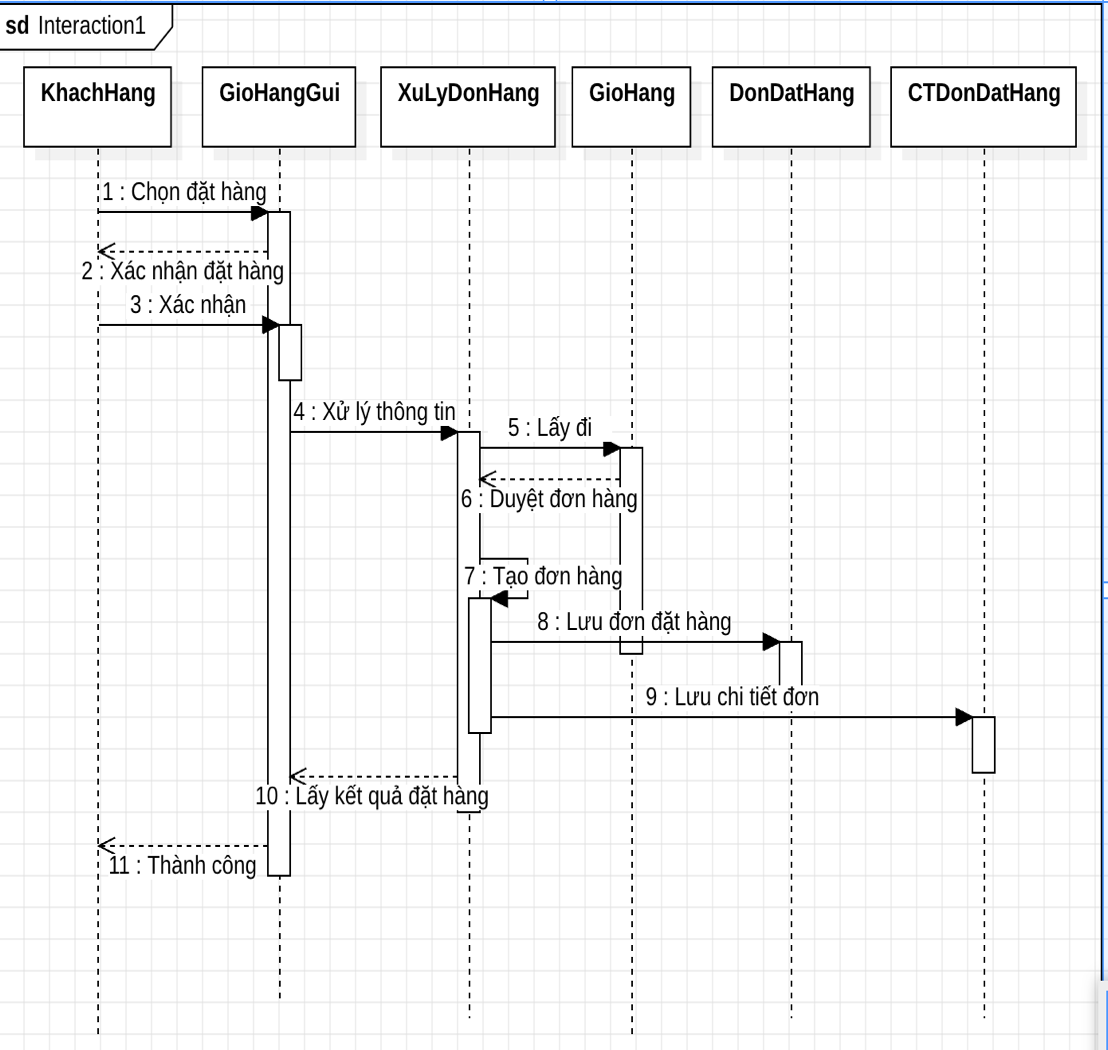 sd Interaction1
KhachHang GioHangGui XuLyDonHang GioHang DonDatHang CTDonDatHang
1 : Chọn đặt hàng
2 : Xác nhận đặt hàng
3 : Xác nhận
4 : Xử lý thông tin
5 : Lấy đi
6 : Duyệt đơn hàng
7 : Tạo đơn hàng
8 : Lưu đơn đặt hàng
9 : Lưu chi tiết đơn
10 : Lấy kết quả đặt hàng
11 : Thành công